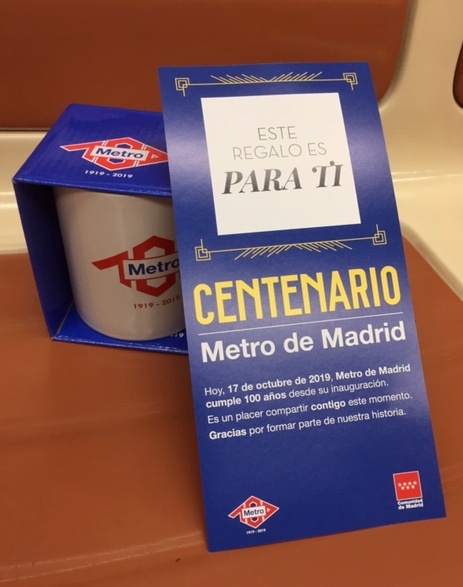 Metro
1919 - 2019
Metro
1919 - 2019
ESTE
REGALO ES
PARA TI
CENTENARIO
Metro de Madrid
Hoy, 17 de octubre de 2019, Metro de Madrid
cumple 100 años desde su inauguración.
Es un placer compartir contigo este momento.
Gracias por formar parte de nuestra historia.
Metro
1919 - 2019
Comunidad
de Madrid